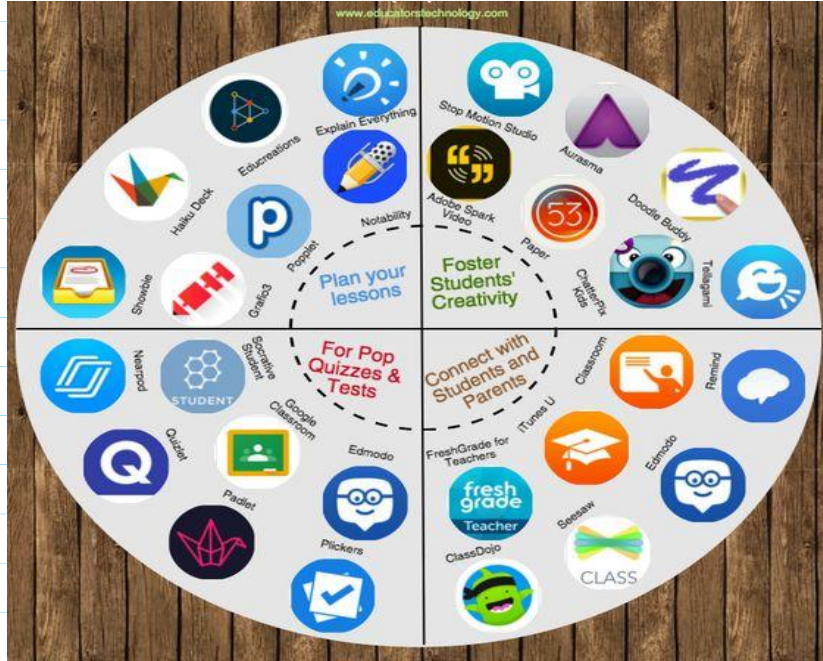 www.educatorstechnology.com
Explain Everything
Educreations
Haiku Deck
Notability
Popplet
Showbie
Grafio3
Plan your
lessons
Stop Motion Studio
Aurasma
Adobe Spark
Video
Doodle Buddy
53
Paper
ChatterPix
Kids
Tellagami
Foster
Students'
Creativity
For Pop
Quizzes &
Tests
Nearpod
Socrative
Student
STUDENT
Google
Classroom
Quizlet
Q
Padlet
Edmodo
Plickers
Connect with
Students and
Parents
Classroom
Remind
iTunes U
Edmodo
FreshGrade for
Teachers
fresh
grade
Teacher
Seesaw
CLASS
ClassDojo